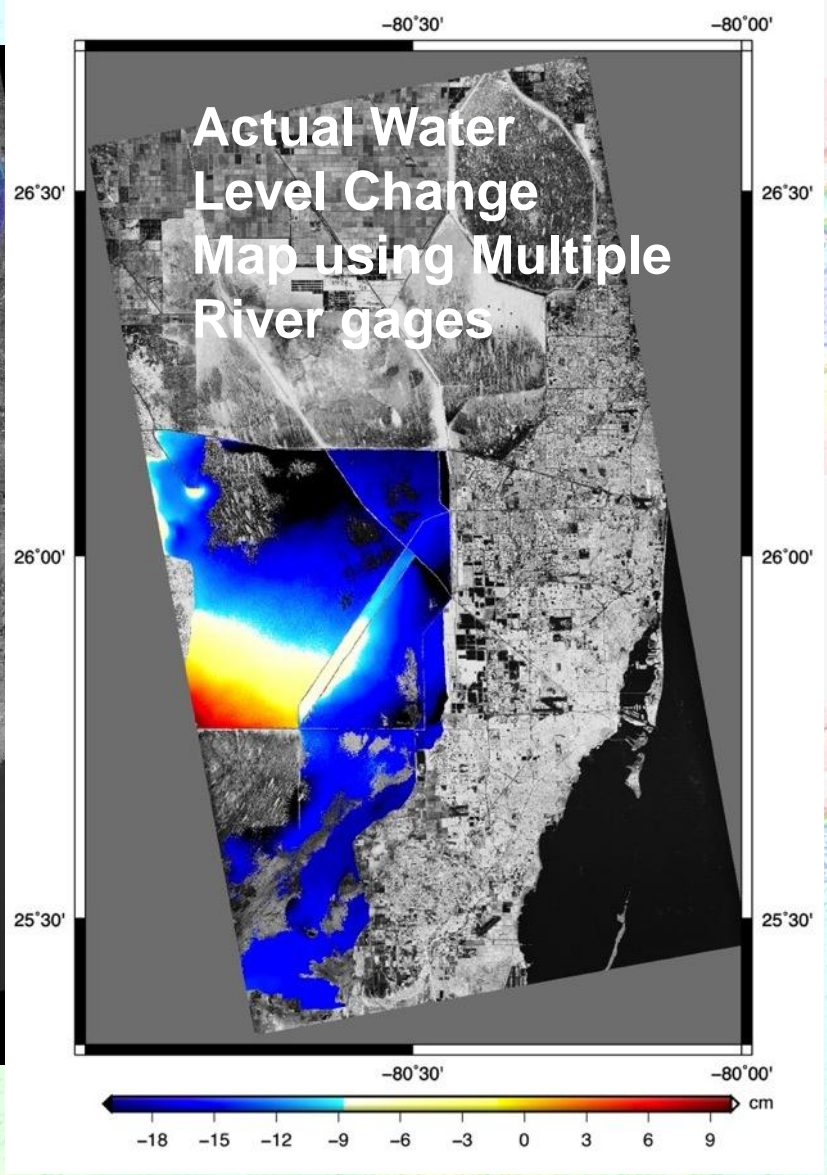 −80˚30' −80˚00'
Actual Water
Level Change
Map using Multiple
River gages
26˚30' 26˚30'
26˚00' 26˚00'
25˚30' 25˚30'
−80˚30' −80˚00'
cm
−18 −15 −12 −9 −6 −3 0 3 6 9